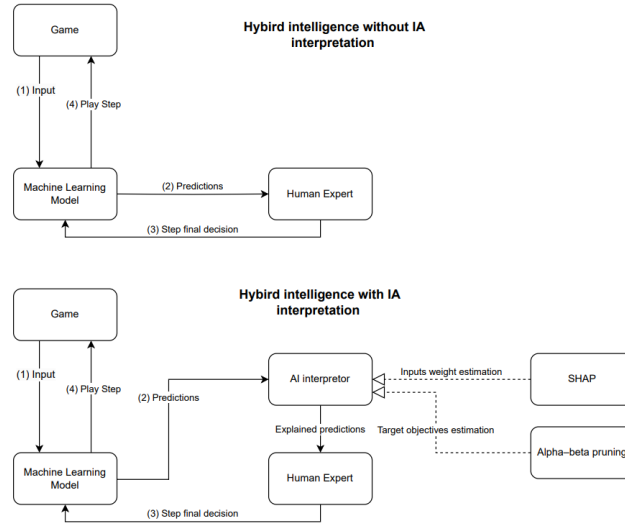 Game
Hybird intelligence without IA
interpretation
(1) Input
(4) Play Step
Machine Learning
Model
(2) Predictions
Human Expert
(3) Step final decision
Hybird intelligence with IA
interpretation
Game
(1) Input
(4) Play Step
(2) Predictions
AI interpretor
Inputs weight estimation
SHAP
Explained predictions
Target objectives estimation
Alpha–beta pruning
Machine Learning
Model
Human Expert
(3) Step final decision